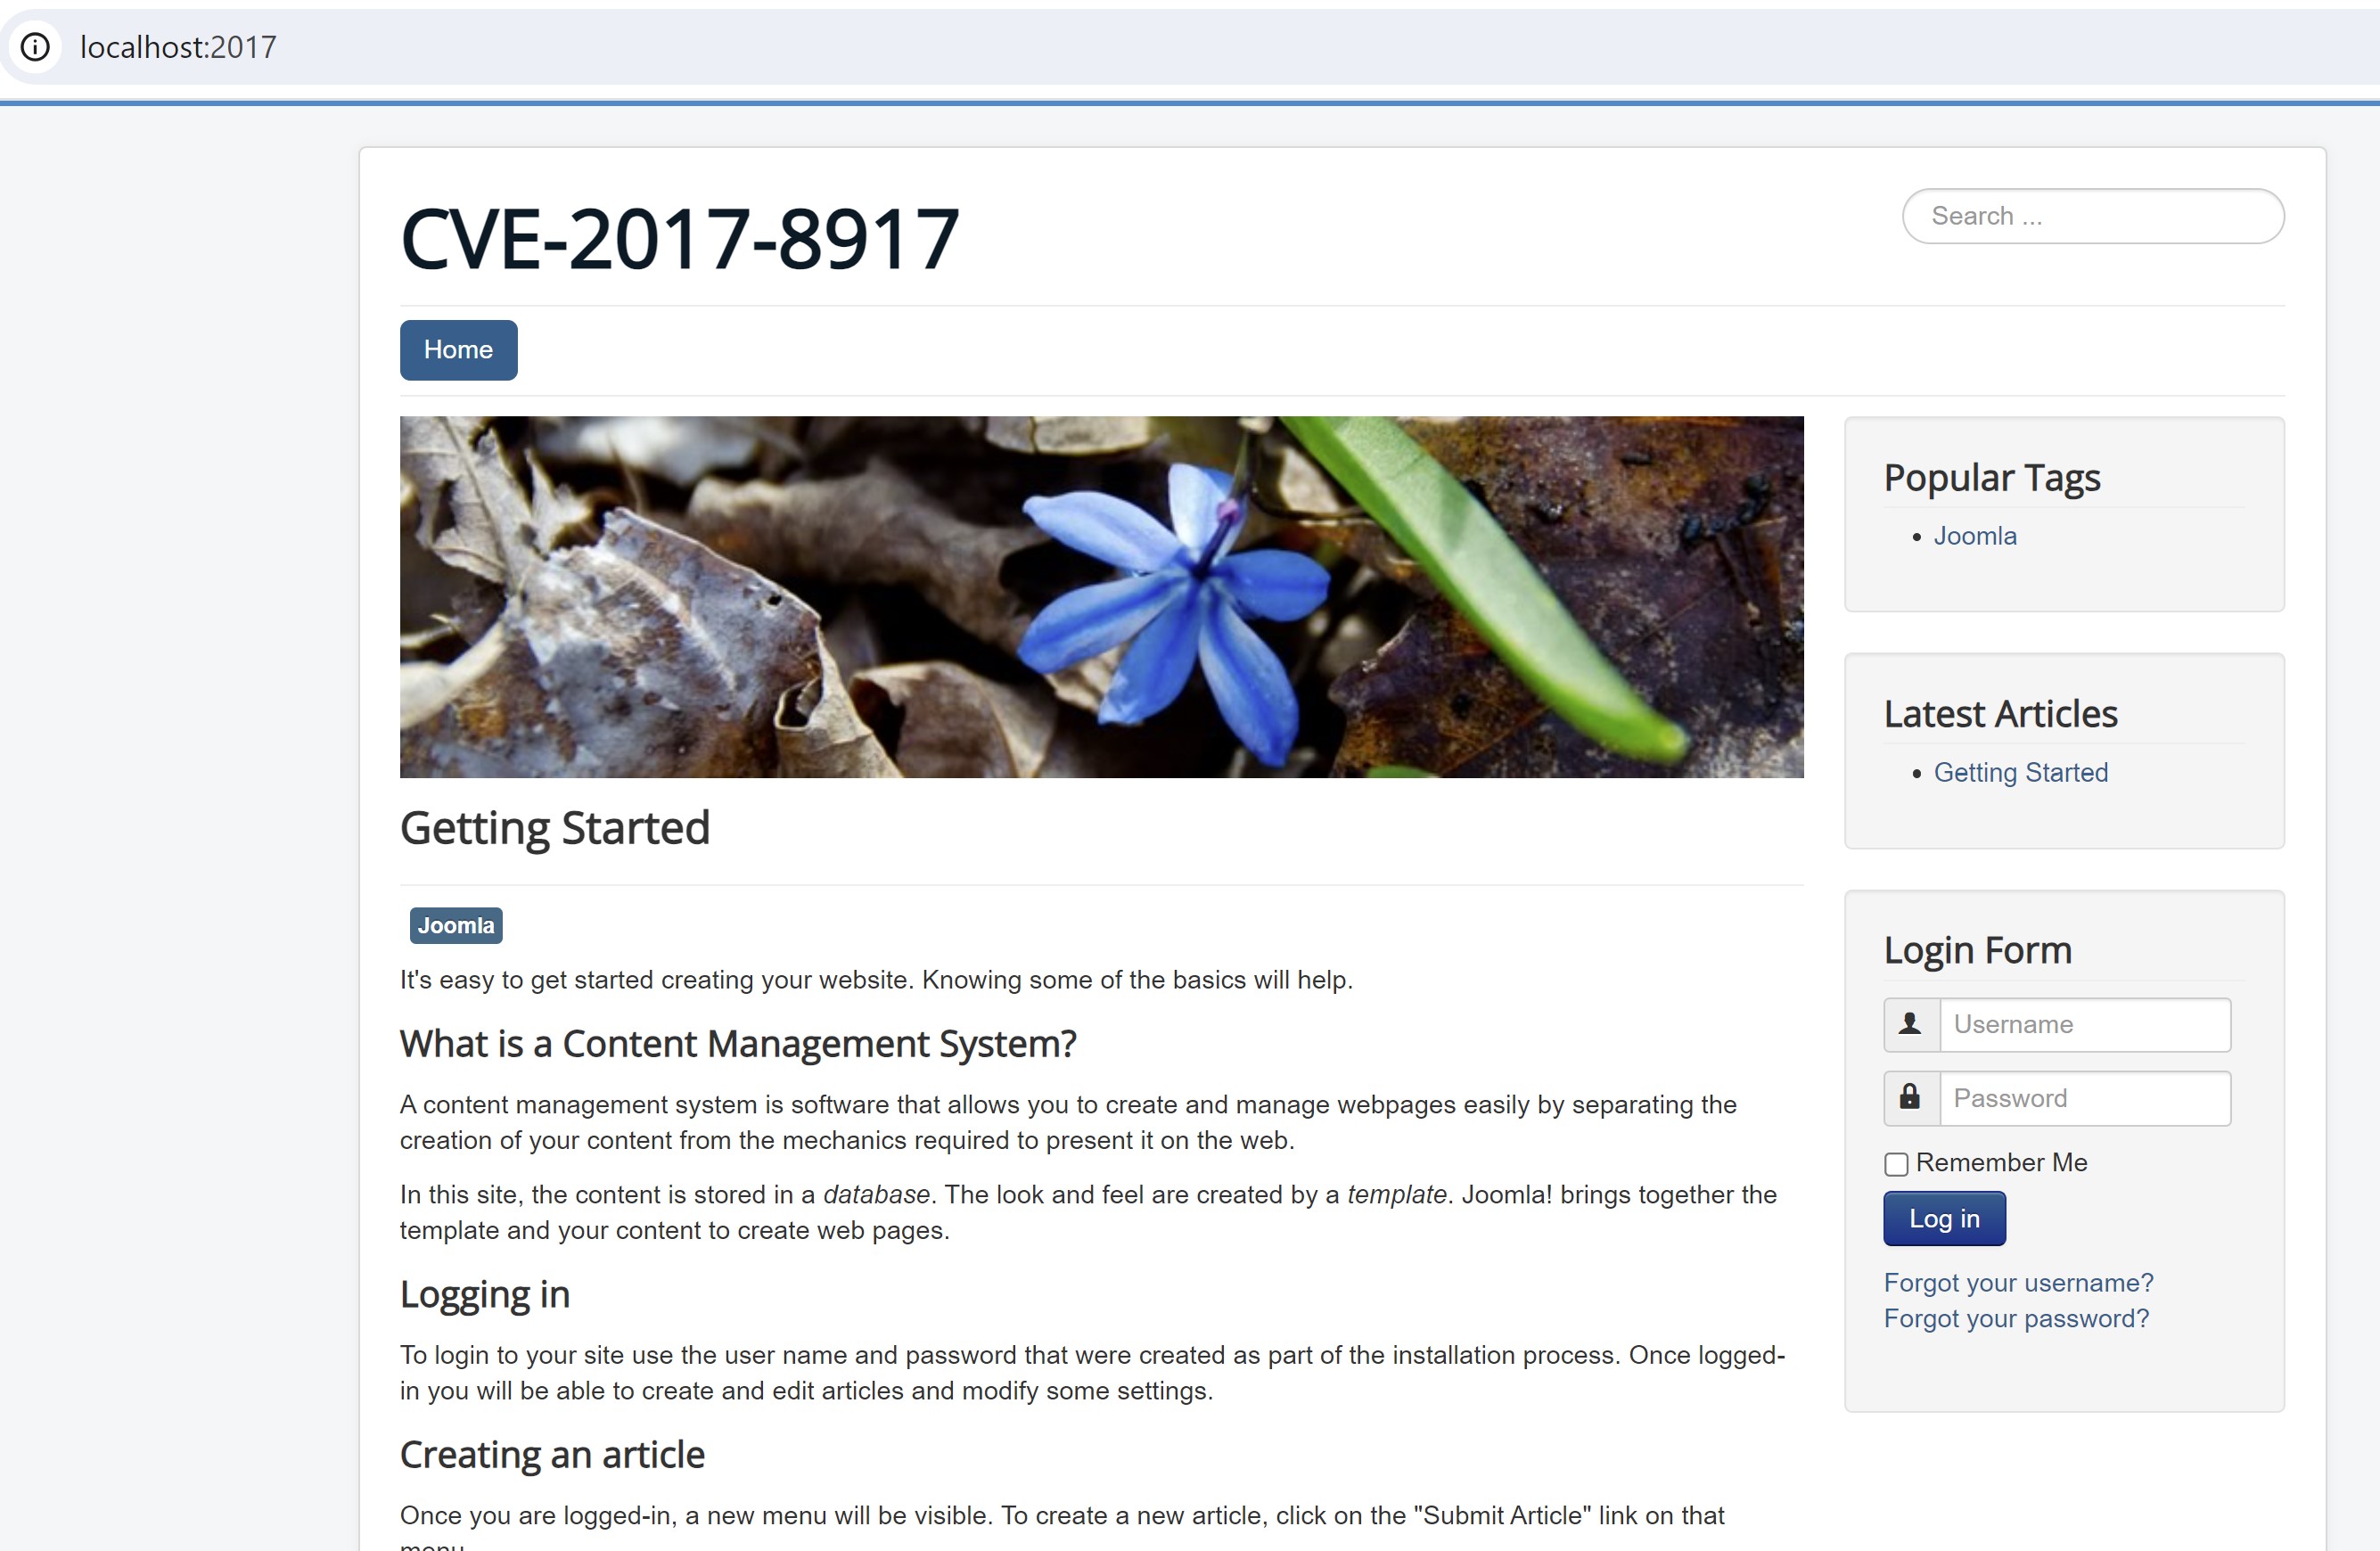 localhost:2017
CVE-2017-8917
Search ...
Home
Getting Started
Joomla
It's easy to get started creating your website. Knowing some of the basics will help.
What is a Content Management System?
A content management system is software that allows you to create and manage webpages easily by separating the
creation of your content from the mechanics required to present it on the web.
In this site, the content is stored in a database. The look and feel are created by a template. Joomla! brings together the
template and your content to create web pages.
Logging in
To login to your site use the user name and password that were created as part of the installation process. Once logged-
in you will be able to create and edit articles and modify some settings.
Creating an article
Once you are logged-in, a new menu will be visible. To create a new article, click on the "Submit Article" link on that
menu.
Popular Tags
Joomla
Latest Articles
Getting Started
Login Form
Username
Password
Remember Me
Log in
Forgot your username?
Forgot your password?